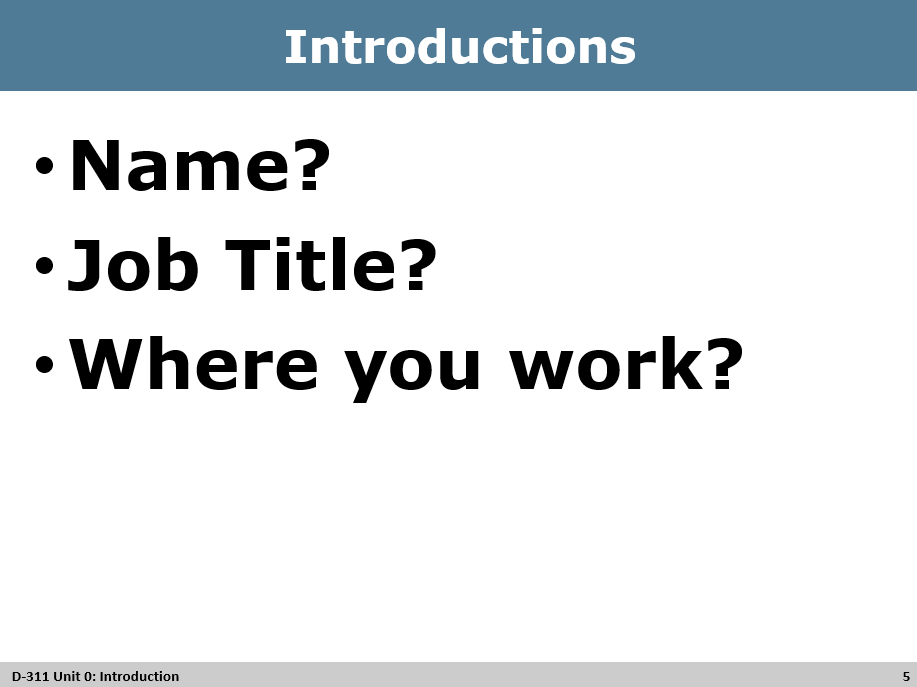 Introductions
• Name?
• Job Title?
• Where you work?
D-311 Unit 0: Introduction 5